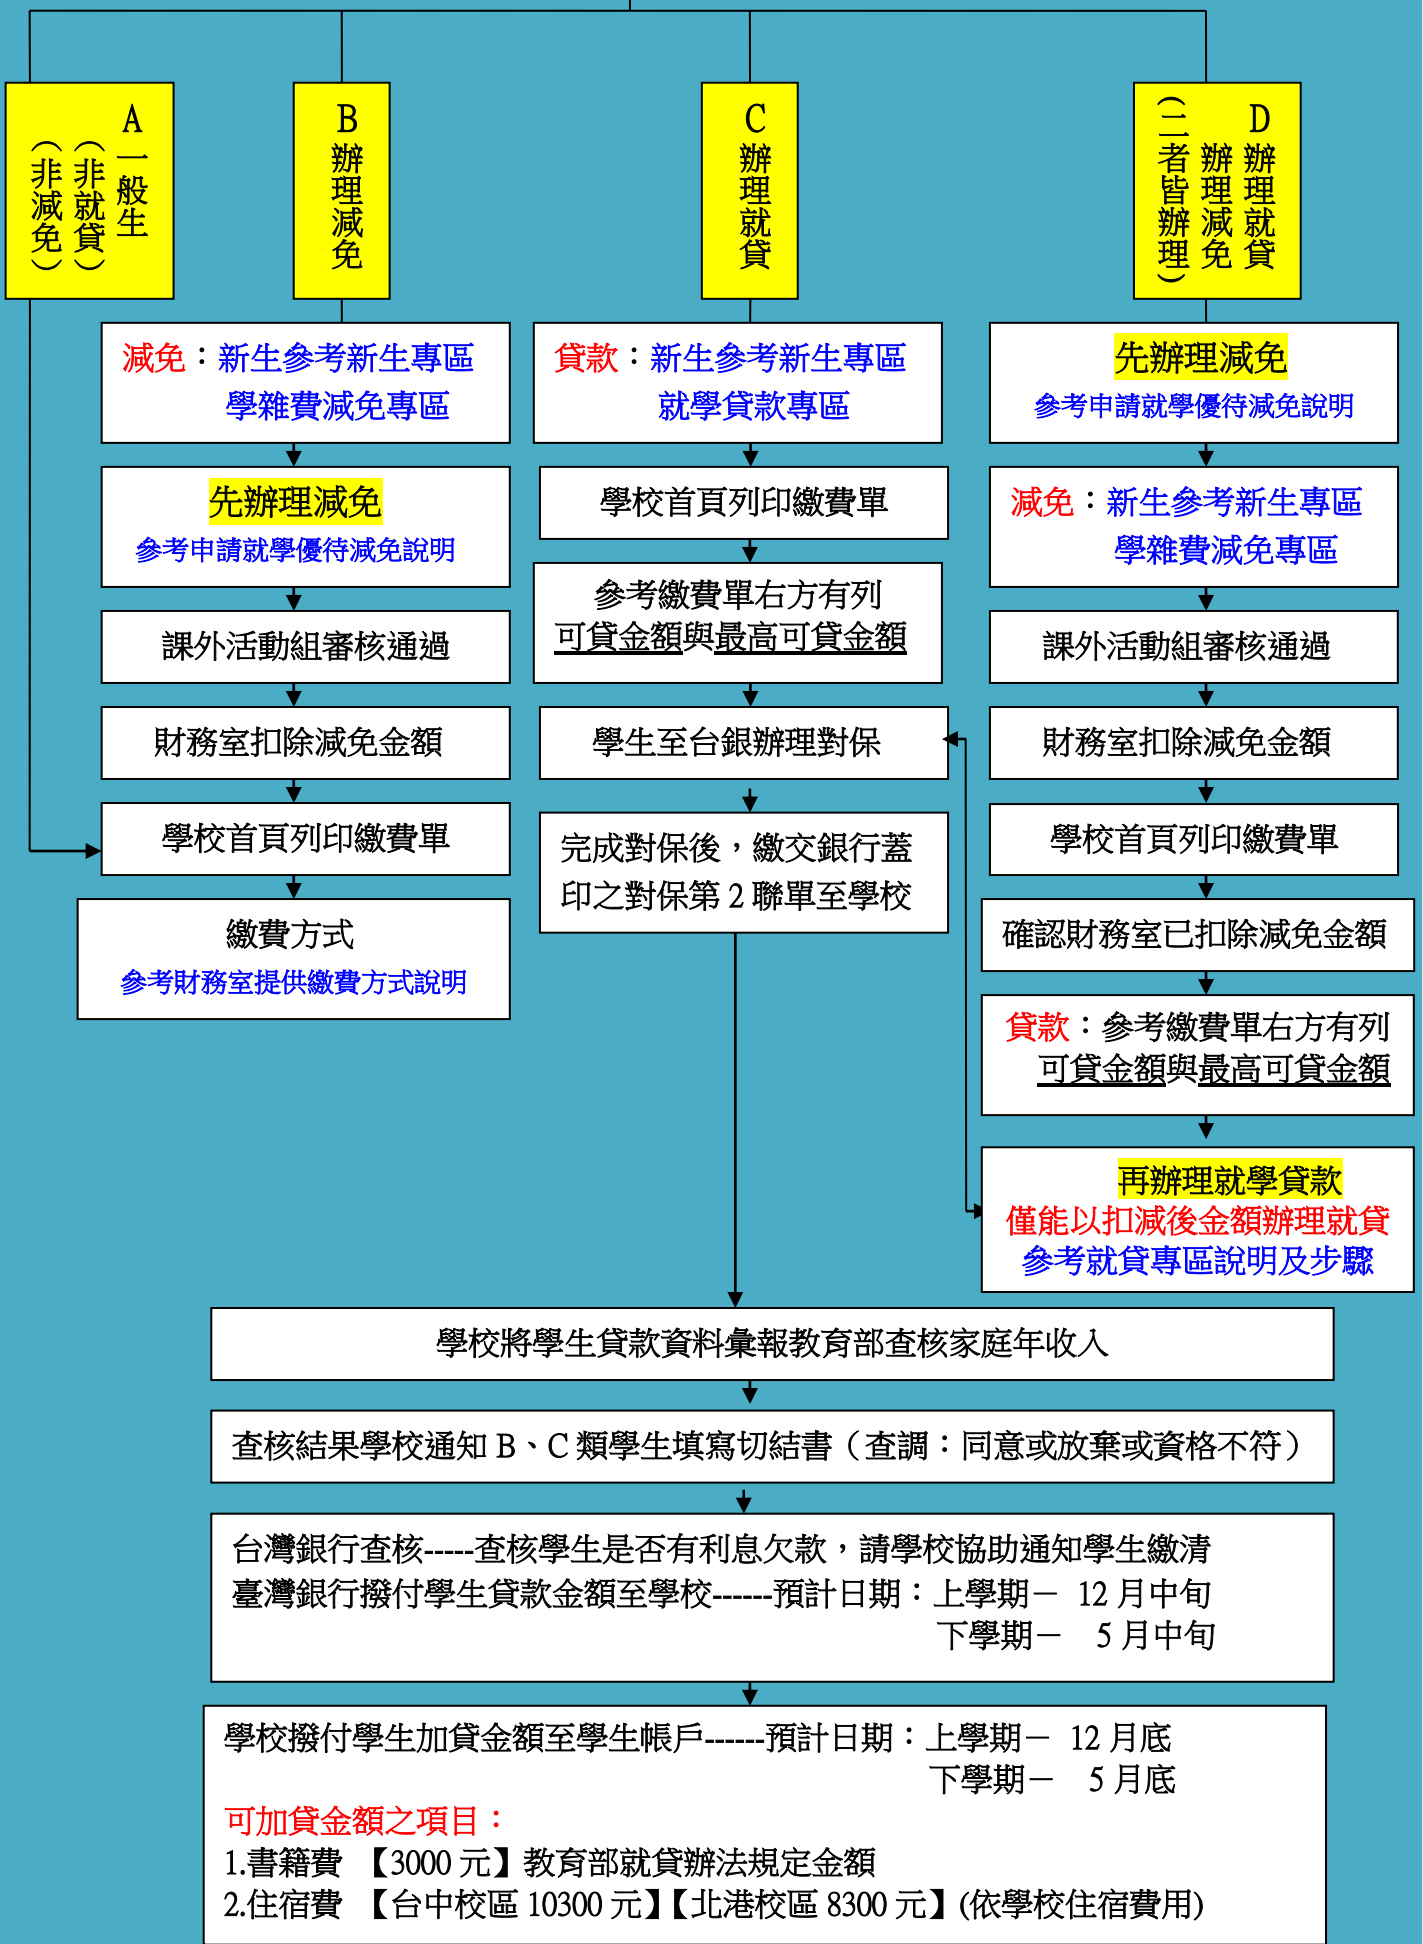 A一般生
（非就貸）
（非減免）
B辦理減免
C辦理就貸
D辦理就貸
辦理減免
（二者皆辦理）
減免：新生參考新生專區
學雜費減免專區
先辦理減免
參考申請就學優待減免說明
課外活動組審核通過
財務室扣除減免金額
學校首頁列印繳費單
繳費方式
參考財務室提供繳費方式說明
貸款：新生參考新生專區
就學貸款專區
學校首頁列印繳費單
參考繳費單右方有列
可貸金額與最高可貸金額
學生至台銀辦理對保
完成對保後，繳交銀行蓋
印之對保第 2 聯單至學校
先辦理減免
參考申請就學優待減免說明
減免：新生參考新生專區
學雜費減免專區
課外活動組審核通過
財務室扣除減免金額
學校首頁列印繳費單
確認財務室已扣除減免金額
貸款：參考繳費單右方有列
可貸金額與最高可貸金額
再辦理就學貸款
僅能以扣減後金額辦理就貸
參考就貸專區說明及步驟
學校將學生貸款資料彙報教育部查核家庭年收入
查核結果學校通知 B、C 類學生填寫切結書（查調：同意或放棄或資格不符）
台灣銀行查核-----查核學生是否有利息欠款，請學校協助通知學生繳清
臺灣銀行撥付學生貸款金額至學校------預計日期：上學期－ 12 月中旬
下學期－ 5 月中旬
學校撥付學生加貸金額至學生帳戶------預計日期：上學期－ 12 月底
下學期－ 5 月底
可加貸金額之項目：
1.書籍費 【3000 元】教育部就貸辦法規定金額
2.住宿費 【台中校區 10300 元】【北港校區 8300 元】(依學校住宿費用)